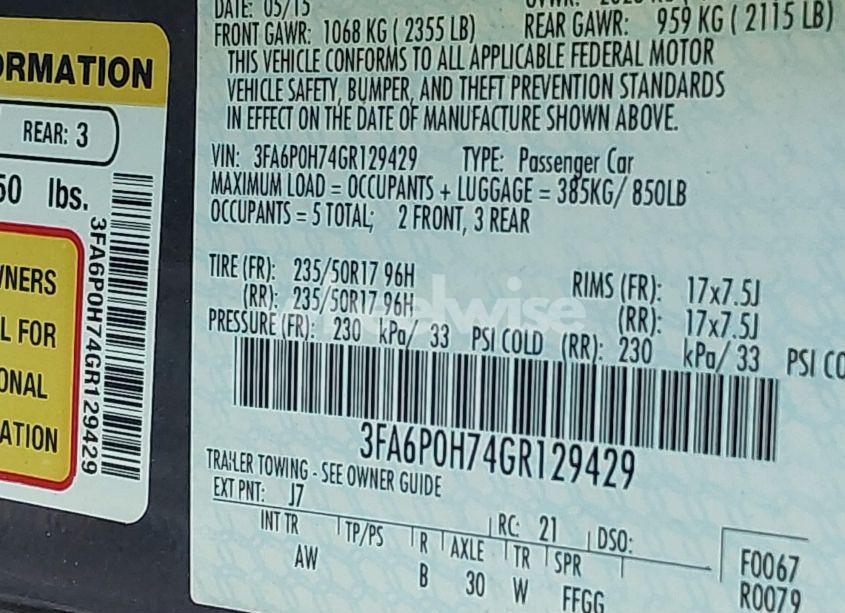 ORMATION
REAR: 3
50 lbs.
3FA6P0H74GR129429
WNERS
L FOR
ONAL
ATION
DATE: 05/15
FRONT GAWR: 1068 KG ( 2355 LB) REAR GAWR: 959 KG ( 2115 LB)
THIS VEHICLE CONFORMS TO ALL APPLICABLE FEDERAL MOTOR
VEHICLE SAFETY, BUMPER, AND THEFT PREVENTION STANDARDS
IN EFFECT ON THE DATE OF MANUFACTURE SHOWN ABOVE.
VIN: 3FA6P0H74GR129429 TYPE: Passenger Car
MAXIMUM LOAD = OCCUPANTS + LUGGAGE = 385KG/ 850LB
OCCUPANTS = 5 TOTAL; 2 FRONT, 3 REAR
TIRE (FR): 235/50R17 96H RIMS (FR): 17x7.5J
(RR): 235/50R17 96H (RR): 17x7.5J
PRESSURE (FR): 230 kPa/ 33 PSI COLD (RR): 230 kPa/ 33 PSI CO
3FA6P0H74GR129429
TRAILER TOWING - SEE OWNER GUIDE
EXT PNT: J7 RC: 21 DSO:
INT TR TP/PS R AXLE TR SPR
AW B 30 W FFGG
F0067
R0079